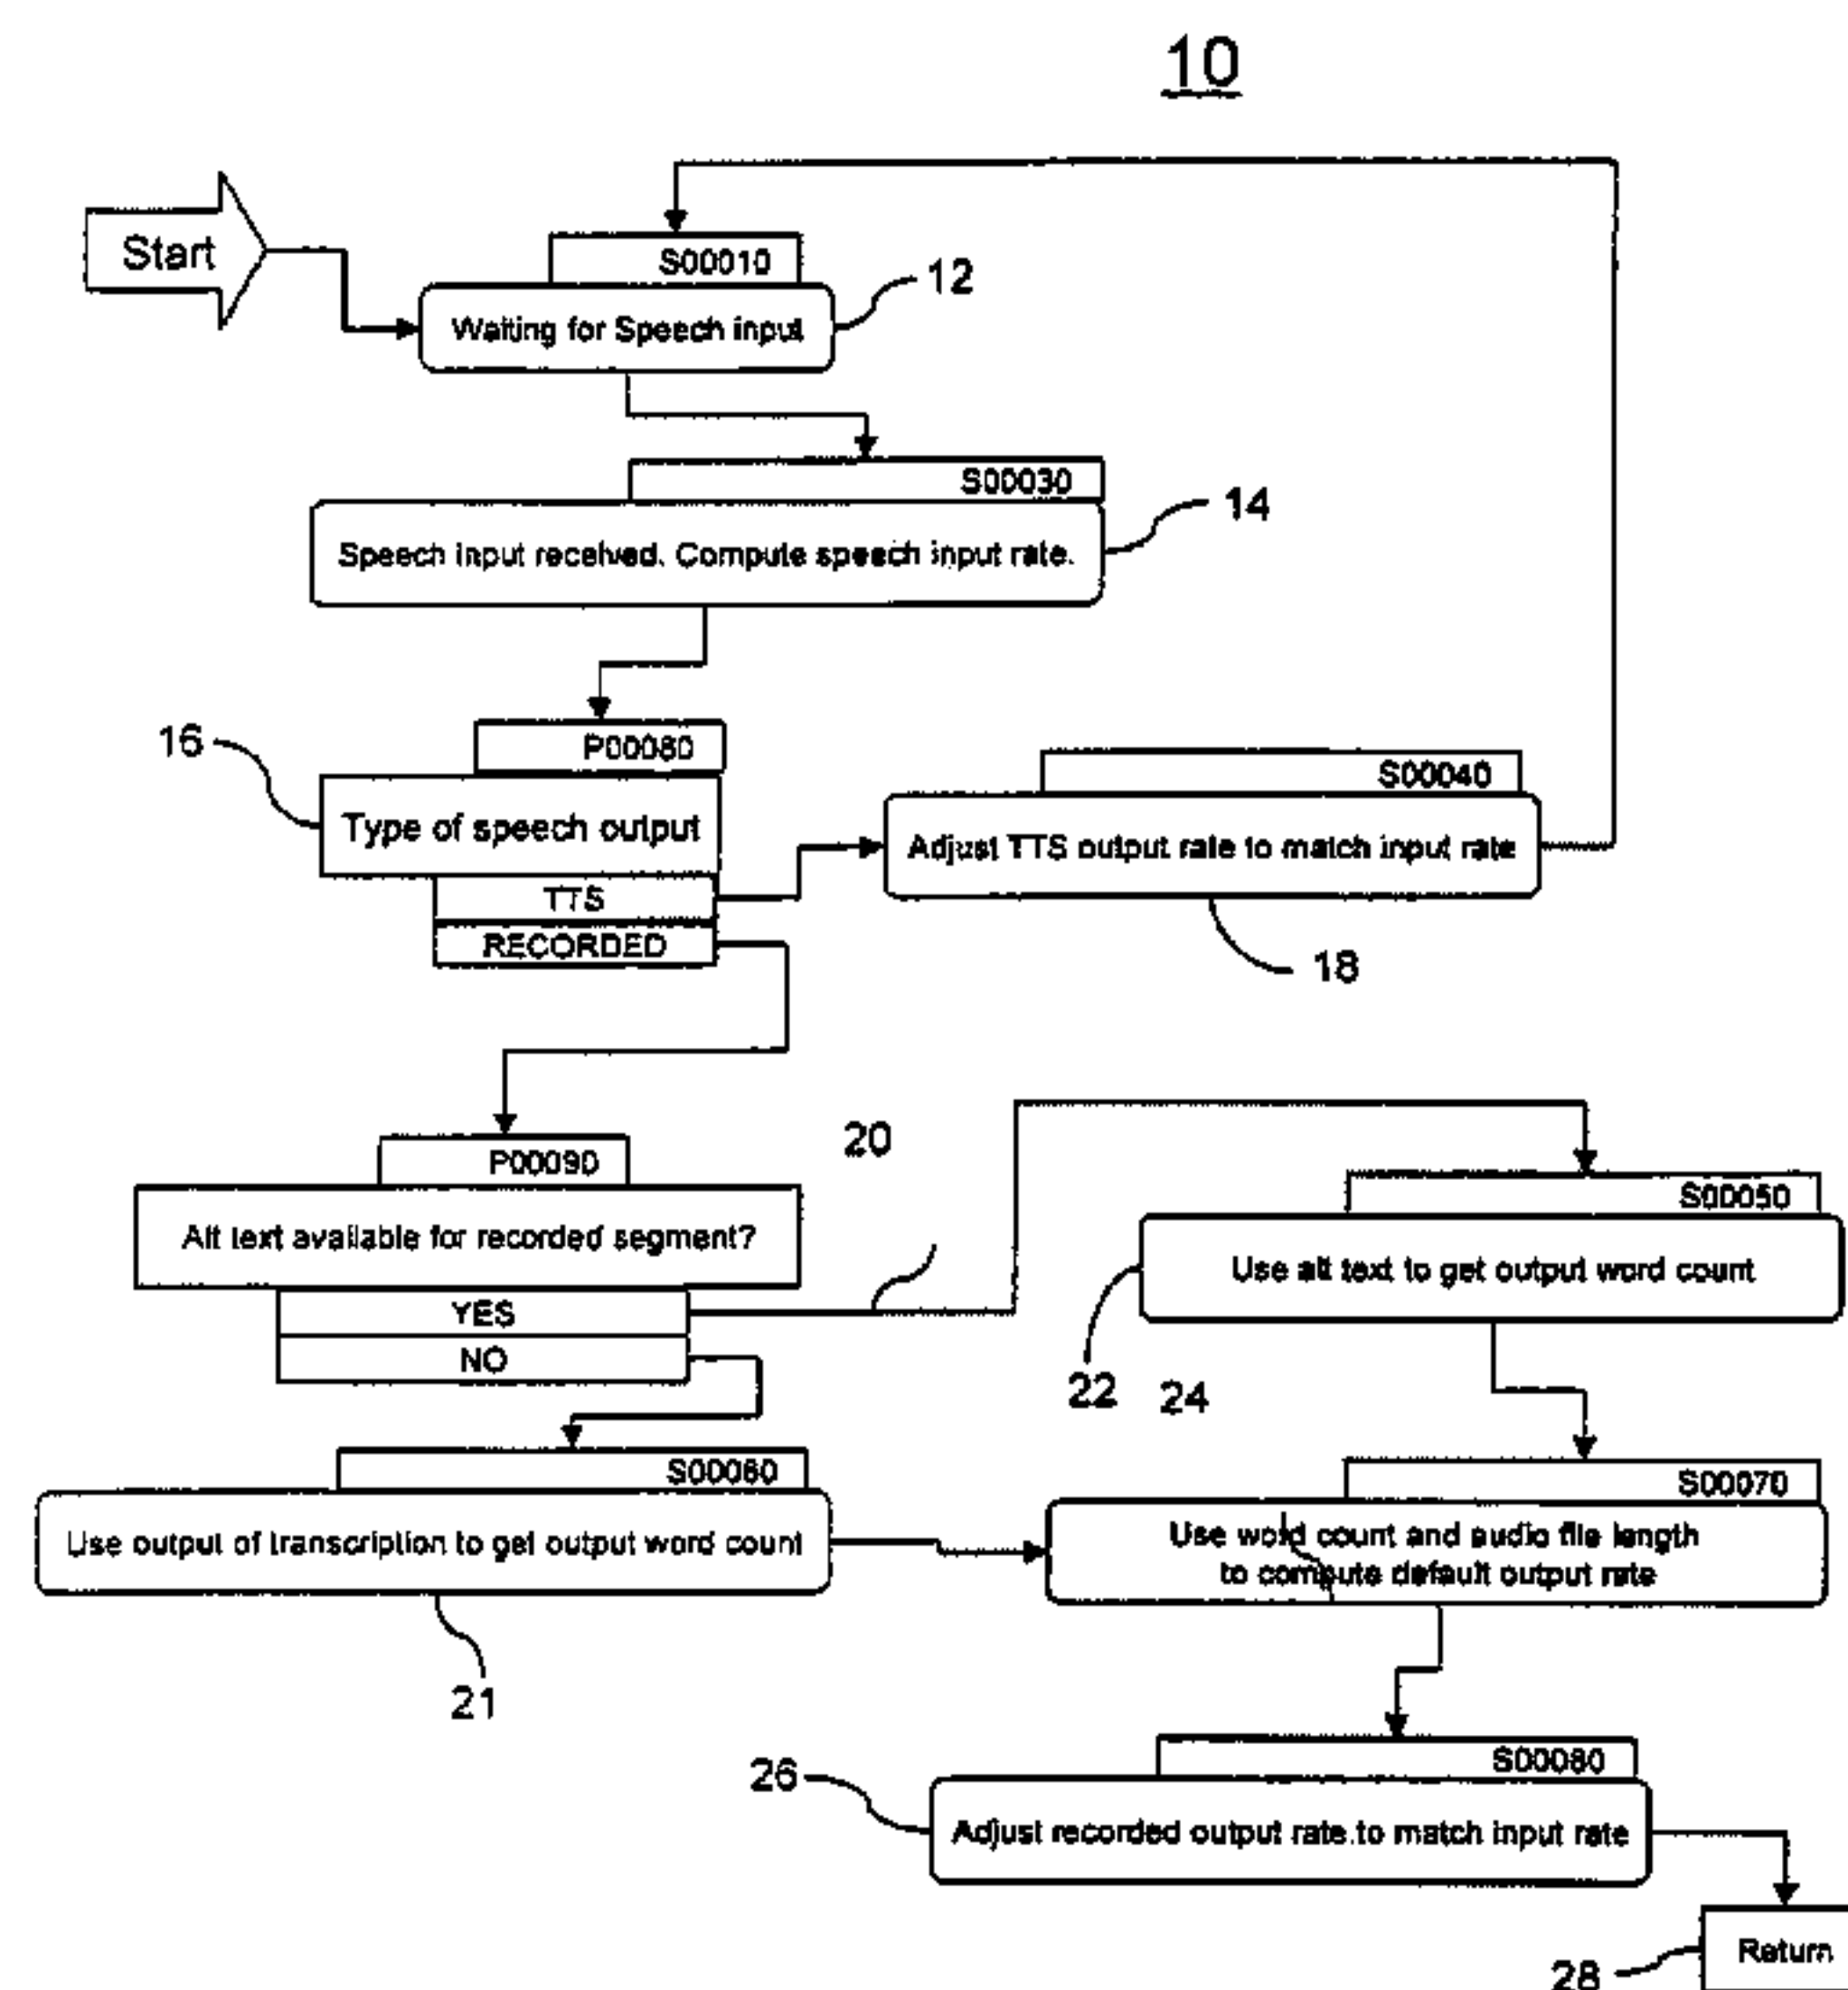 10
Start
S00010
Waiting for Speech input
12
S00030
Speech input received. Compute speech input rate.
14
16
P00080
Type of speech output
TTS
RECORDED
S00040
Adjust TTS output rate to match input rate
18
P00090
Alt text available for recorded segment?
YES
NO
20
S00050
Use alt text to get output word count
22
24
S00060
Use output of transcription to get output word count
21
S00070
Use word count and audio file length
to compute default output rate
S00080
26
Adjust recorded output rate.to match input rate
Return
28